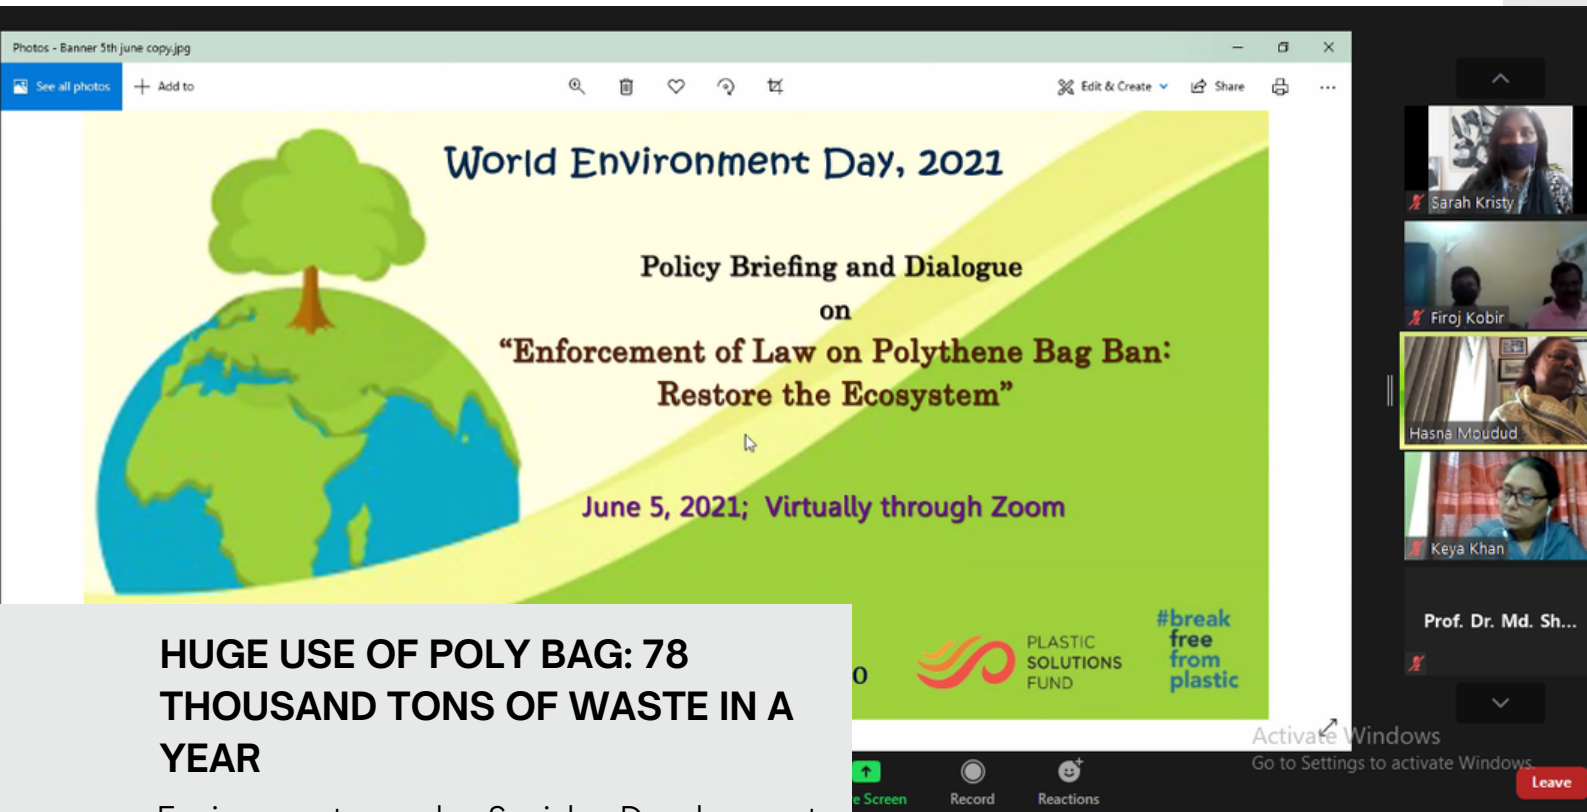 Photos - Banner 5th june copy.jpg
See all photos
Add to
Edit & Create
Share
World Environment Day, 2021
Policy Briefing and Dialogue
on
“Enforcement of Law on Polythene Bag Ban:
Restore the Ecosystem”
June 5, 2021; Virtually through Zoom
PLASTIC
SOLUTIONS
FUND
#break
free
from
plastic
Sarah Kristy
Firoj Kobir
Hasna Moudud
Keya Khan
Prof. Dr. Md. Sh...
Activate Windows
Go to Settings to activate Windows.
Screen
Record
Reactions
Leave
HUGE USE OF POLY BAG: 78
THOUSAND TONS OF WASTE IN A
YEAR